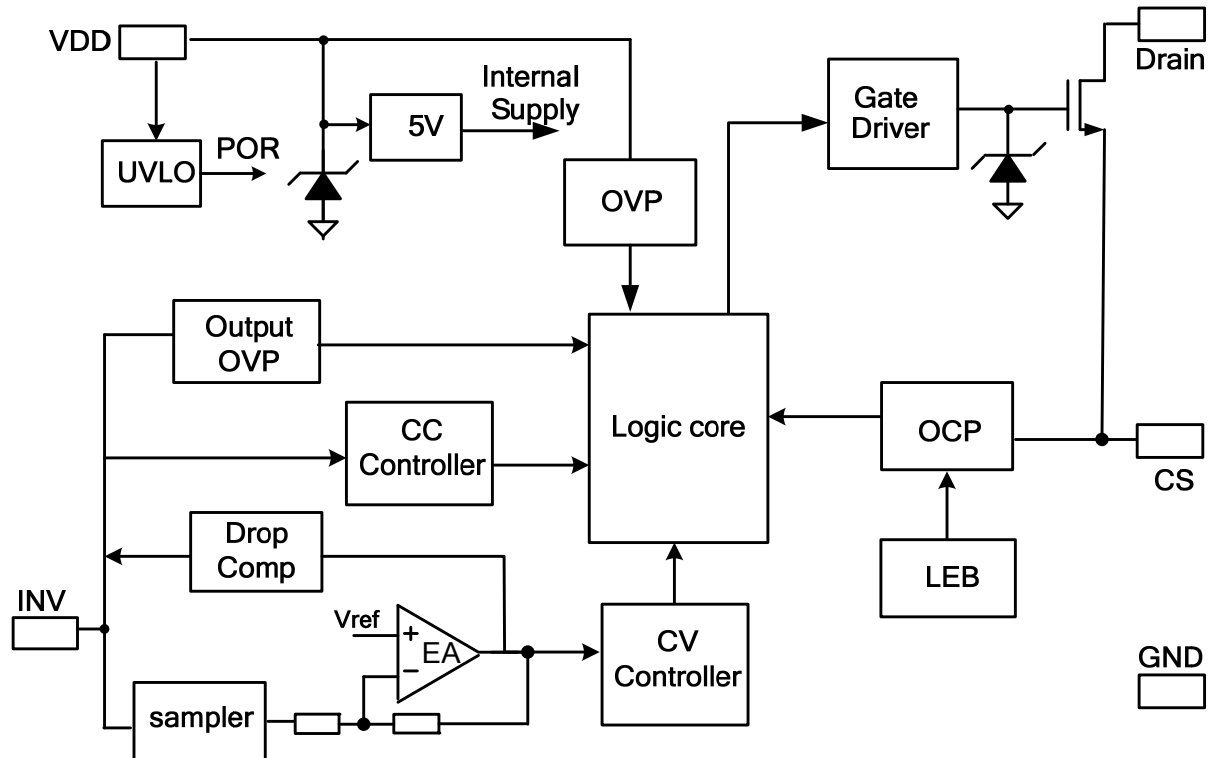 VDD
Drain
Internal
Supply
5V
Gate
Driver
POR
UVLO
OVP
Output
OVP
CC
Controller
Logic core
OCP
CS
Drop
Comp
LEB
INV
Vref
+
EA
−
CV
Controller
GND
sampler